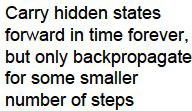 Carry hidden states
forward in time forever,
but only backpropagate
for some smaller
number of steps